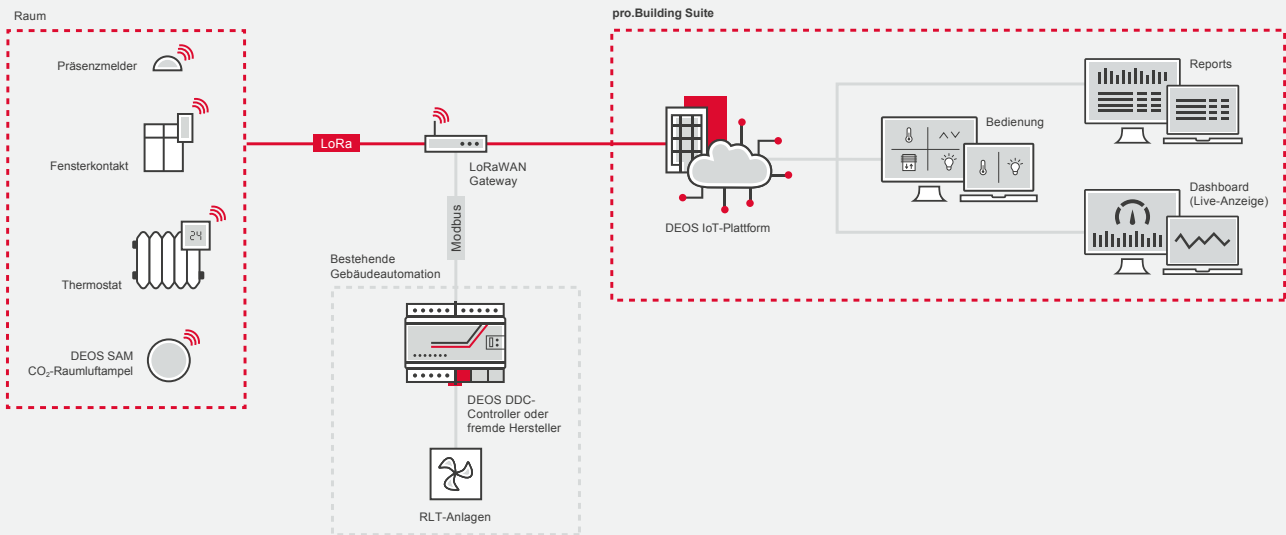 Raum
Präsenzmelder
Fensterkontakt
24
Thermostat
DEOS SAM
CO₂-Raumluftampel
LoRa
LoRaWAN
Gateway
Modbus
Bestehende
Gebäudeautomation
DEOS DDC-
Controller oder
fremde Hersteller
RLT-Anlagen
pro.Building Suite
DEOS IoT-Plattform
Bedienung
Reports
Dashboard
(Live-Anzeige)